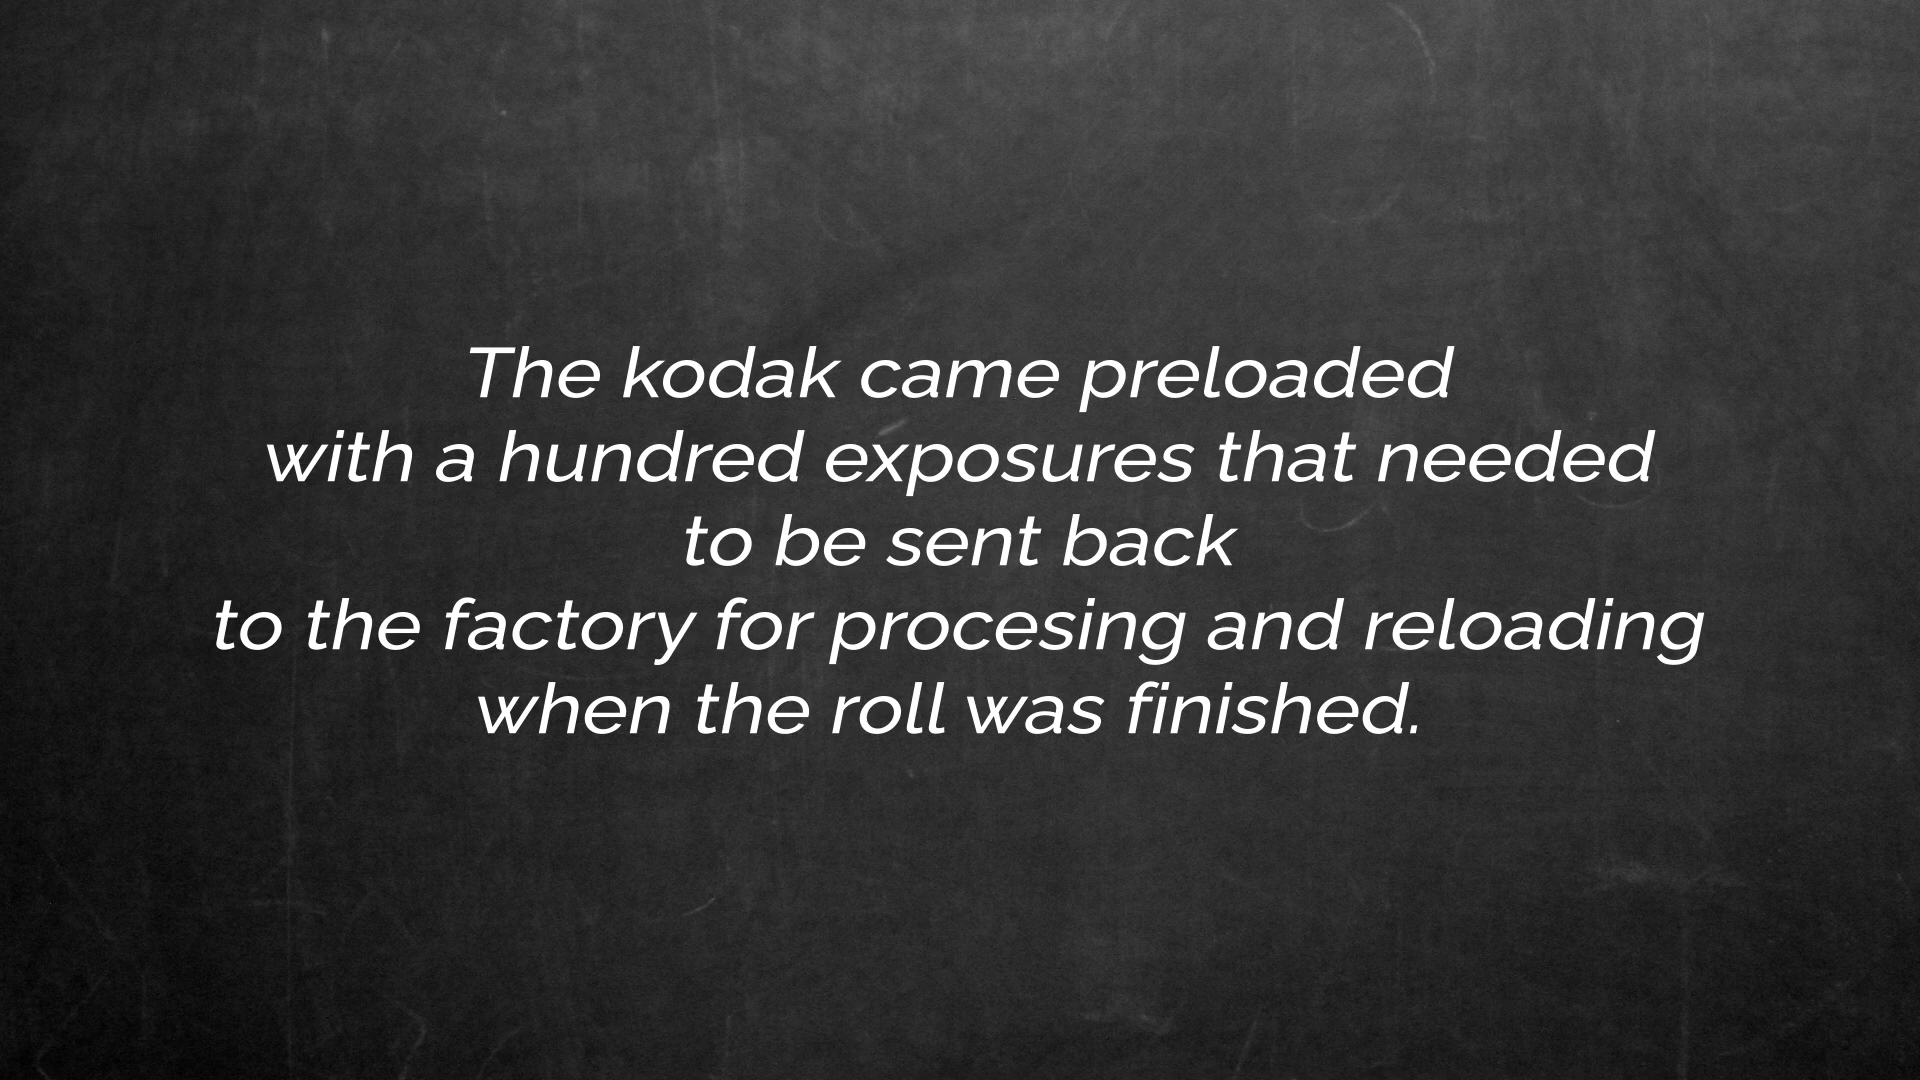 The kodak came preloaded
with a hundred exposures that needed
to be sent back
to the factory for procesing and reloading
when the roll was finished.